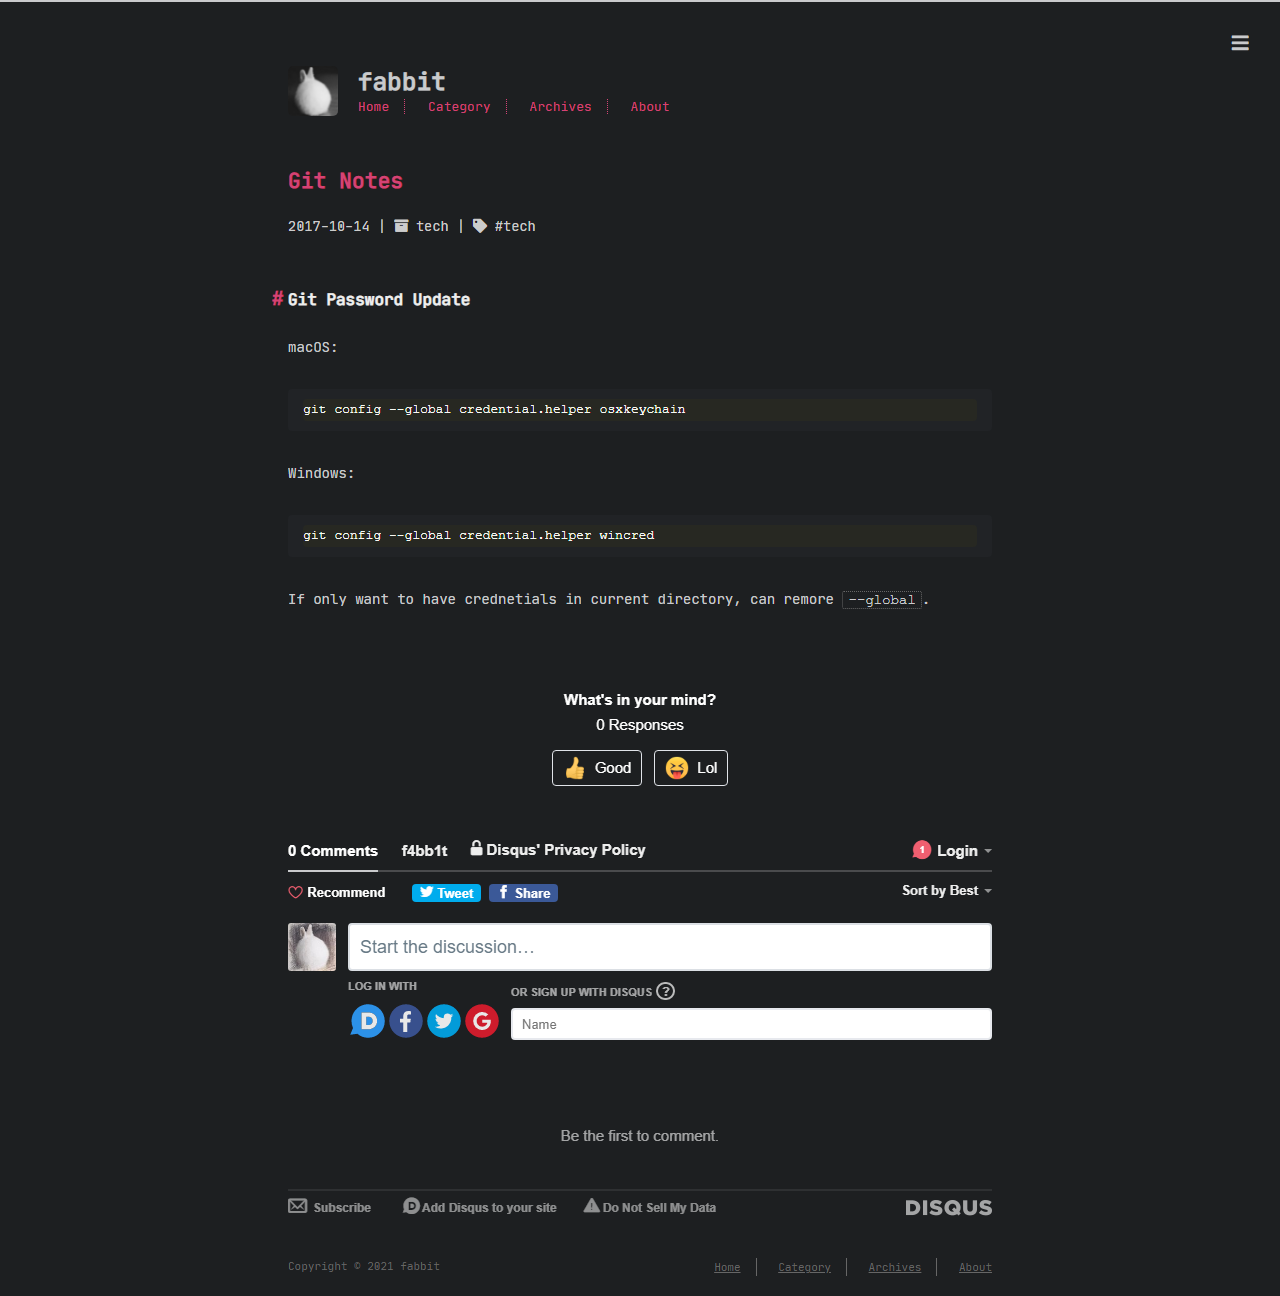 fabbit
Home Category Archives About
Git Notes
2017-10-14 | tech | #tech
#Git Password Update
macOS:
git config --global credential.helper osxkeychain
Windows:
git config --global credential.helper wincred
If only want to have crednetials in current directory, can remore --global.
What's in your mind?
0 Responses
Good Lol
0 Comments f4bb1t Disqus' Privacy Policy 1 Login
Recommend Tweet Share Sort by Best
Start the discussion…
LOG IN WITH
OR SIGN UP WITH DISQUS ?
Name
Be the first to comment.
Subscribe Add Disqus to your site Do Not Sell My Data DISQUS
Copyright © 2021 fabbit Home Category Archives About